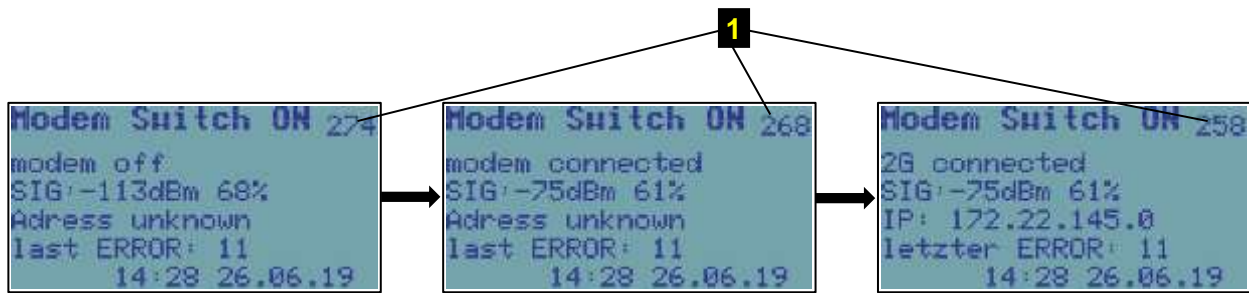 1
Modem Switch ON 274
modem off
SIG:-113dBm 68%
Adress unknown
last ERROR: 11
14:28 26.06.19
Modem Switch ON 268
modem connected
SIG:-75dBm 61%
Adress unknown
last ERROR: 11
14:28 26.06.19
Modem Switch ON 258
2G connected
SIG:-75dBm 61%
IP: 172.22.145.0
letzter ERROR: 11
14:28 26.06.19